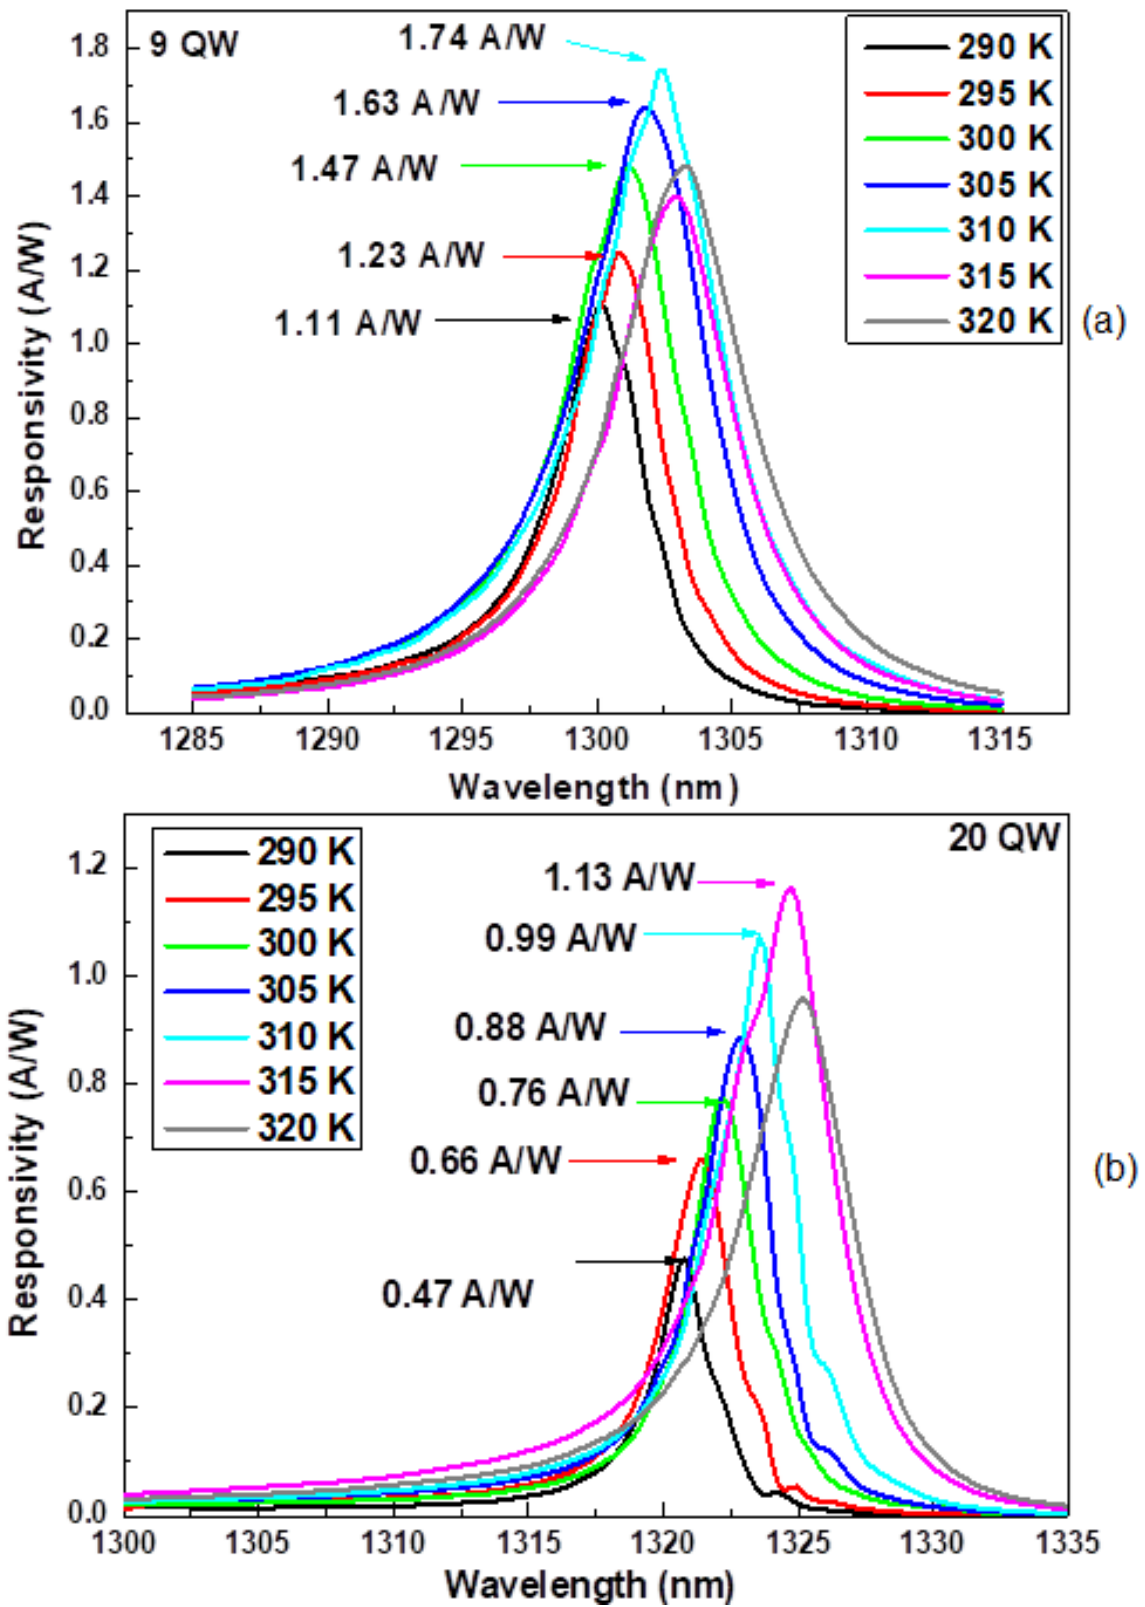 9 QW
1.74 A/W
1.63 A/W
1.47 A/W
1.23 A/W
1.11 A/W
290 K
295 K
300 K
305 K
310 K
315 K
320 K
(a)
Responsivity (A/W)
1.8
1.6
1.4
1.2
1.0
0.8
0.6
0.4
0.2
0.0
1285 1290 1295 1300 1305 1310 1315
Wavelength (nm)
20 QW
290 K
295 K
300 K
305 K
310 K
315 K
320 K
1.13 A/W
0.99 A/W
0.88 A/W
0.76 A/W
0.66 A/W
0.47 A/W
(b)
Responsivity (A/W)
1.2
1.0
0.8
0.6
0.4
0.2
0.0
1300 1305 1310 1315 1320 1325 1330 1335
Wavelength (nm)